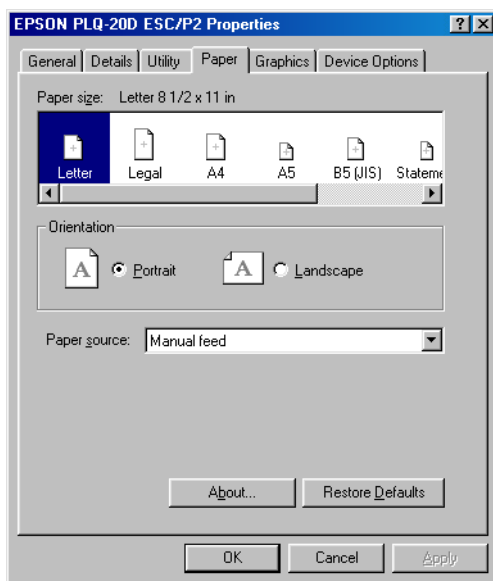 EPSON PLQ-20D ESC/P2 Properties ? X
General Details Utility Paper Graphics Device Options
Paper size: Letter 8 1/2 x 11 in
Letter Legal A4 A5 B5 (JIS) Stateme
Orientation
A Portrait A Landscape
Paper source: Manual feed
About... Restore Defaults
OK Cancel Apply